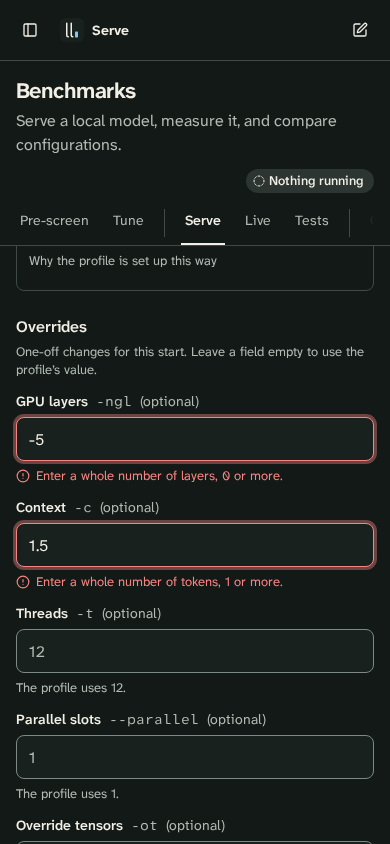 Serve
Benchmarks
Serve a local model, measure it, and compare
configurations.
Nothing running
Pre-screen Tune Serve Live Tests
Why the profile is set up this way
Overrides
One-off changes for this start. Leave a field empty to use the
profile's value.
GPU layers -ngl (optional)
-5
Enter a whole number of layers, 0 or more.
Context -c (optional)
1.5
Enter a whole number of tokens, 1 or more.
Threads -t (optional)
12
The profile uses 12.
Parallel slots --parallel (optional)
1
The profile uses 1.
Override tensors -ot (optional)